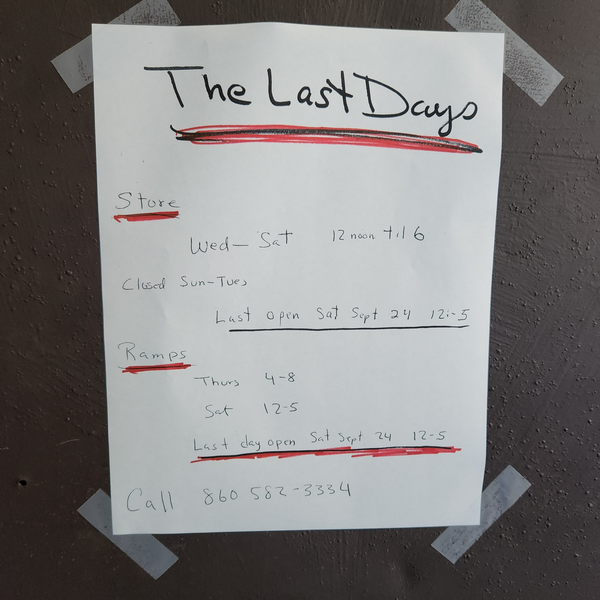 The Last Days
Store
Wed- Sat 12 noon til 6
Closed Sun-Tues
Last open Sat Sept 24 12-5
Ramps
Thurs 4-8
Sat 12-5
Last day open Sat Sept 24 12-5
Call 860 582-3334